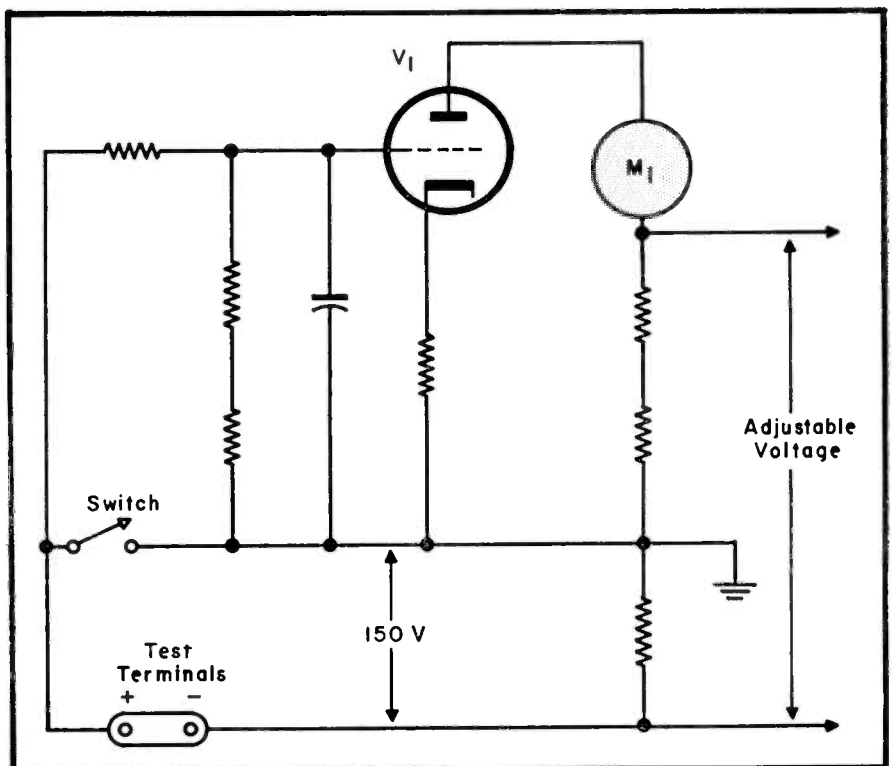 V1
M1
Adjustable
Voltage
Switch
150 V
Test
Terminals
+ -